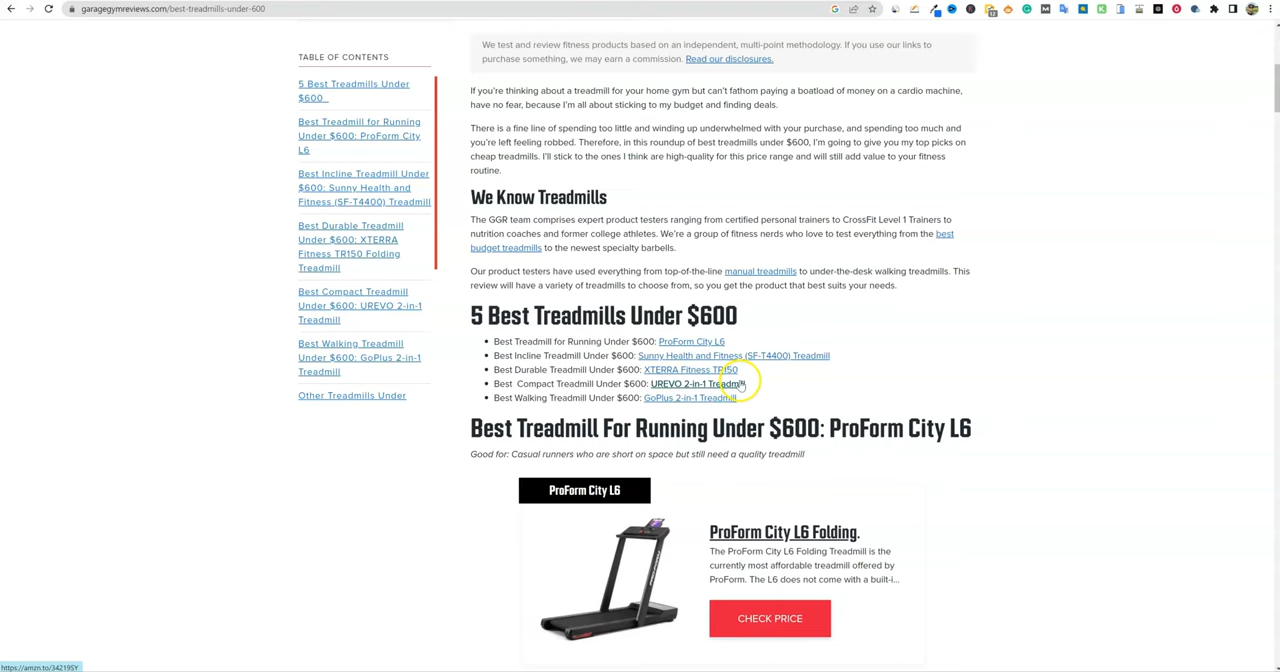 garagegymreviews.com/best-treadmills-under-600
TABLE OF CONTENTS
5 Best Treadmills Under
$600
Best Treadmill for Running
Under $600: ProForm City
L6
Best Incline Treadmill Under
$600: Sunny Health and
Fitness (SF-T4400) Treadmill
Best Durable Treadmill
Under $600: XTERRA
Fitness TR150 Folding
Treadmill
Best Compact Treadmill
Under $600: UREVO 2-in-1
Treadmill
Best Walking Treadmill
Under $600: GoPlus 2-in-1
Treadmill
Other Treadmills Under
We test and review fitness products based on an independent, multi-point methodology. If you use our links to
purchase something, we may earn a commission. Read our disclosures.
If you're thinking about a treadmill for your home gym but can't fathom paying a boatload of money on a cardio machine,
have no fear, because I'm all about sticking to my budget and finding deals.
There is a fine line of spending too little and winding up underwhelmed with your purchase, and spending too much and
you're left feeling robbed. Therefore, in this roundup of best treadmills under $600, I'm going to give you my top picks on
cheap treadmills. I'll stick to the ones I think are high-quality for this price range and will still add value to your fitness
routine.
We Know Treadmills
The GGR team comprises expert product testers ranging from certified personal trainers to CrossFit Level 1 Trainers to
nutrition coaches and former college athletes. We're a group of fitness nerds who love to test everything from the best
budget treadmills to the newest specialty barbells.
Our product testers have used everything from top-of-the-line manual treadmills to under-the-desk walking treadmills. This
review will have a variety of treadmills to choose from, so you get the product that best suits your needs.
5 Best Treadmills Under $600
Best Treadmill for Running Under $600: ProForm City L6
Best Incline Treadmill Under $600: Sunny Health and Fitness (SF-T4400) Treadmill
Best Durable Treadmill Under $600: XTERRA Fitness TR150
Best Compact Treadmill Under $600: UREVO 2-in-1 Treadmill
Best Walking Treadmill Under $600: GoPlus 2-in-1 Treadmill
Best Treadmill For Running Under $600: ProForm City L6
Good for: Casual runners who are short on space but still need a quality treadmill
ProForm City L6
ProForm City L6 Folding.
The ProForm City L6 Folding Treadmill is the
currently most affordable treadmill offered by
ProForm. The L6 does not come with a built-i...
CHECK PRICE
https://amzn.to/34219SY